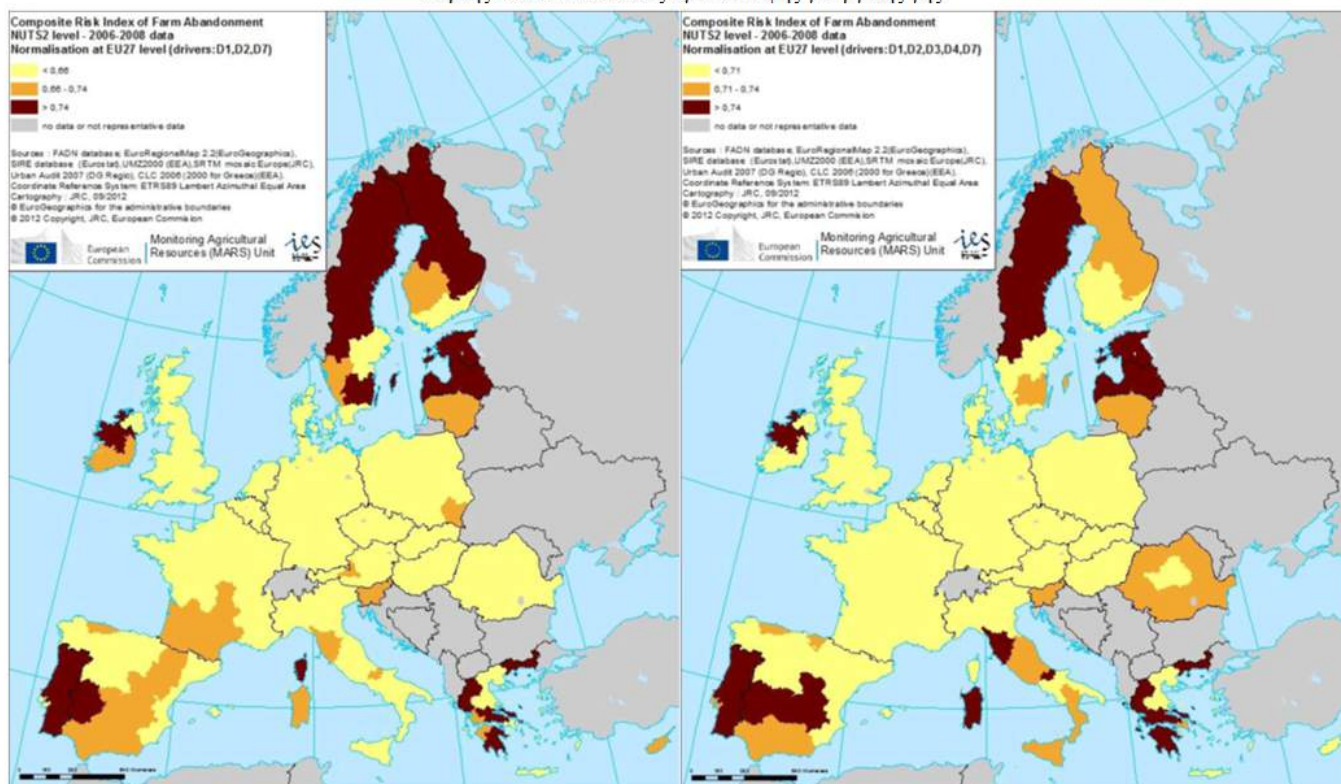 Composite Risk Index of Farm Abandonment
NUTS2 level - 2006-2008 data
Normalisation at EU27 level (drivers:D1,D2,D7)
< 0,66
0,66 - 0,74
> 0,74
no data or not representative data
Sources : FADN database; EuroRegionalMap 2.2(EuroGeographics),
SIRE database (Eurostat),UMZ2000 (EEA),SRTM mosaic Europe(JRC),
Urban Audit 2007 (DG Regio), CLC 2006 (2000 for Greece)(EEA).
Coordinate Reference System: ETRS89 Lambert Azimuthal Equal Area
Cartography : JRC, 09/2012
© EuroGeographics for the administrative boundaries
© 2012 Copyright, JRC, European Commision
European
Commission
Monitoring Agricultural
Resources (MARS) Unit
ies
Composite Risk Index of Farm Abandonment
NUTS2 level - 2006-2008 data
Normalisation at EU27 level (drivers:D1,D2,D3,D4,D7)
< 0,71
0,71 - 0,74
> 0,74
no data or not representative data
Sources : FADN database; EuroRegionalMap 2.2(EuroGeographics),
SIRE database (Eurostat),UMZ2000 (EEA),SRTM mosaic Europe(JRC),
Urban Audit 2007 (DG Regio), CLC 2006 (2000 for Greece)(EEA).
Coordinate Reference System: ETRS89 Lambert Azimuthal Equal Area
Cartography : JRC, 09/2012
© EuroGeographics for the administrative boundaries
© 2012 Copyright, JRC, European Commision
European
Commission
Monitoring Agricultural
Resources (MARS) Unit
ies